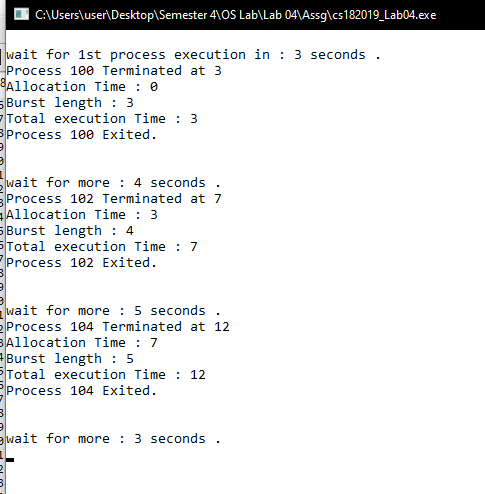 C:\Users\user\Desktop\Semester 4\OS Lab\Lab 04\Assg\cs182019_Lab04.exe
wait for 1st process execution in : 3 seconds .
Process 100 Terminated at 3
Allocation Time : 0
Burst length : 3
Total execution Time : 3
Process 100 Exited.
wait for more : 4 seconds .
Process 102 Terminated at 7
Allocation Time : 3
Burst length : 4
Total execution Time : 7
Process 102 Exited.
wait for more : 5 seconds .
Process 104 Terminated at 12
Allocation Time : 7
Burst length : 5
Total execution Time : 12
Process 104 Exited.
wait for more : 3 seconds .